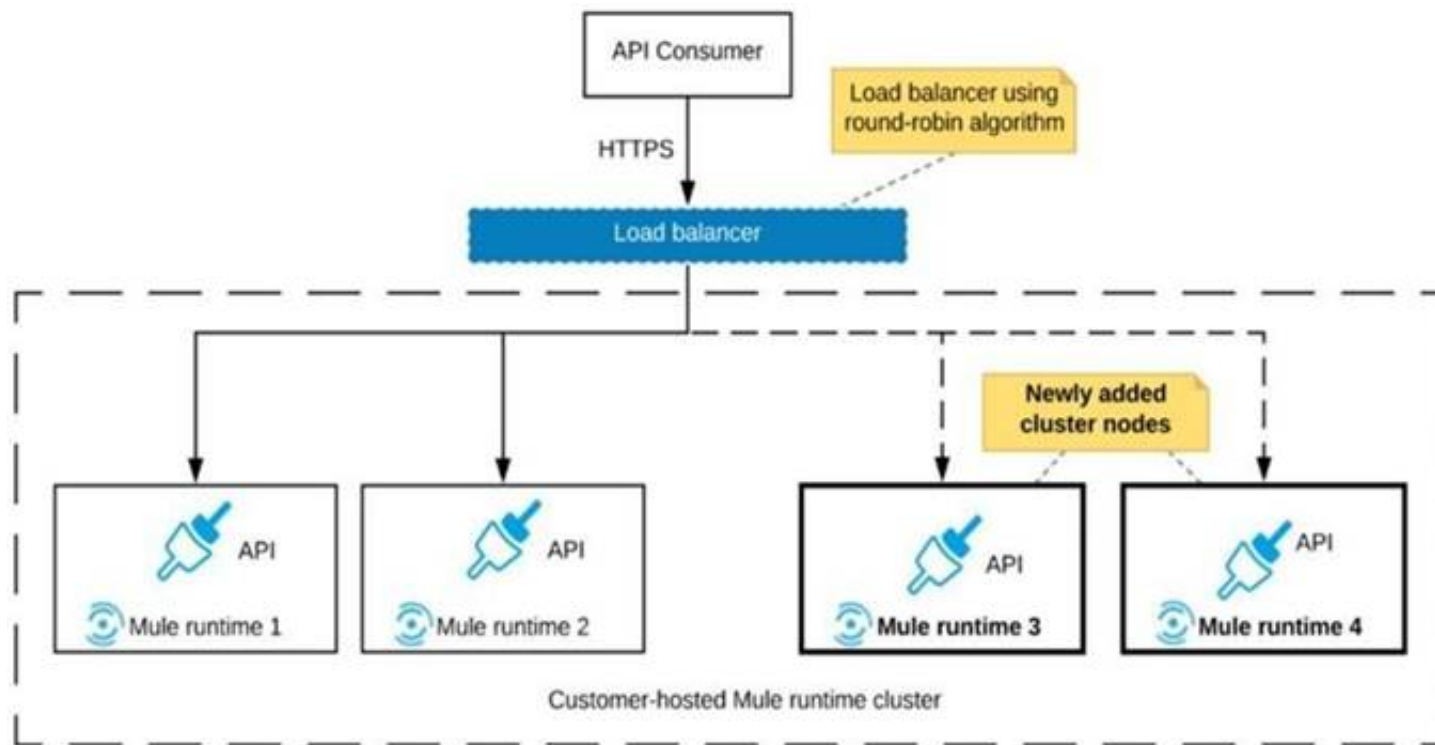 API Consumer
Load balancer using
round-robin algorithm
HTTPS
Load balancer
Newly added
cluster nodes
API
Mule runtime 1
API
Mule runtime 2
API
Mule runtime 3
API
Mule runtime 4
Customer-hosted Mule runtime cluster